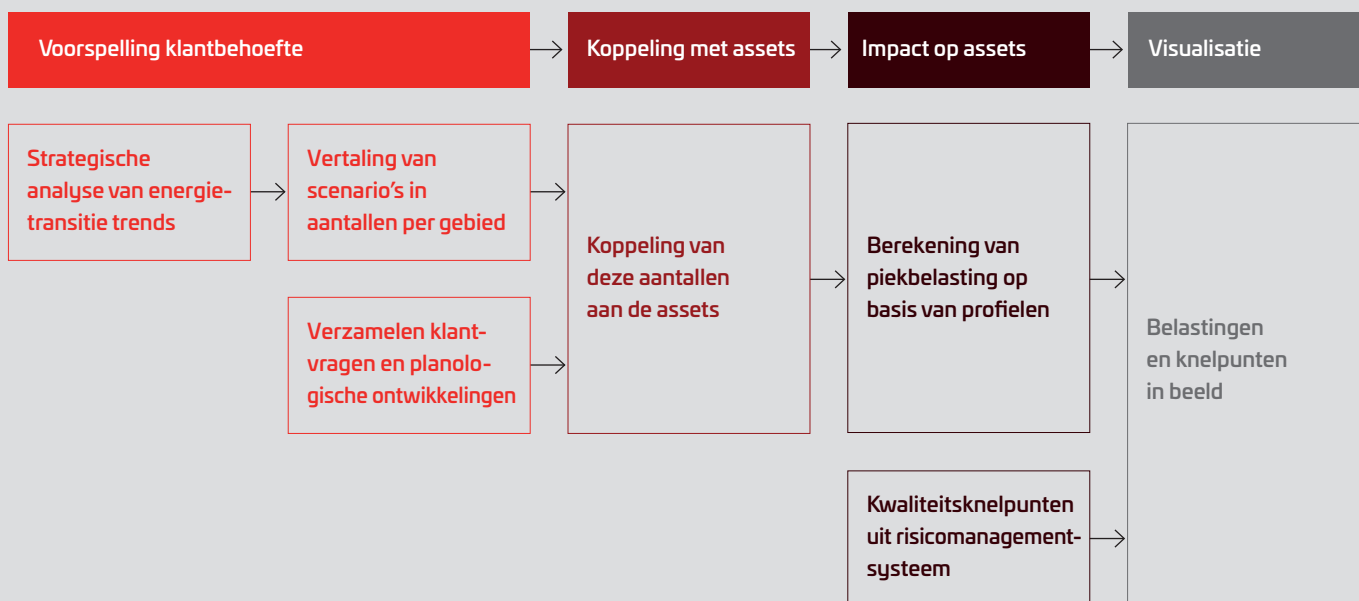 Voorspelling klantbehoefte
Koppeling met assets
Impact op assets
Visualisatie
Strategische
analyse van energie-
transitie trends
Vertaling van
scenario's in
aantallen per gebied
Verzamelen klant-
vragen en planolo-
gische ontwikkelingen
Koppeling van
deze aantallen
aan de assets
Berekening van
piekbelasting op
basis van profielen
Kwaliteitsknelpunten
uit risicomanagement-
systeem
Belastingen
en knelpunten
in beeld